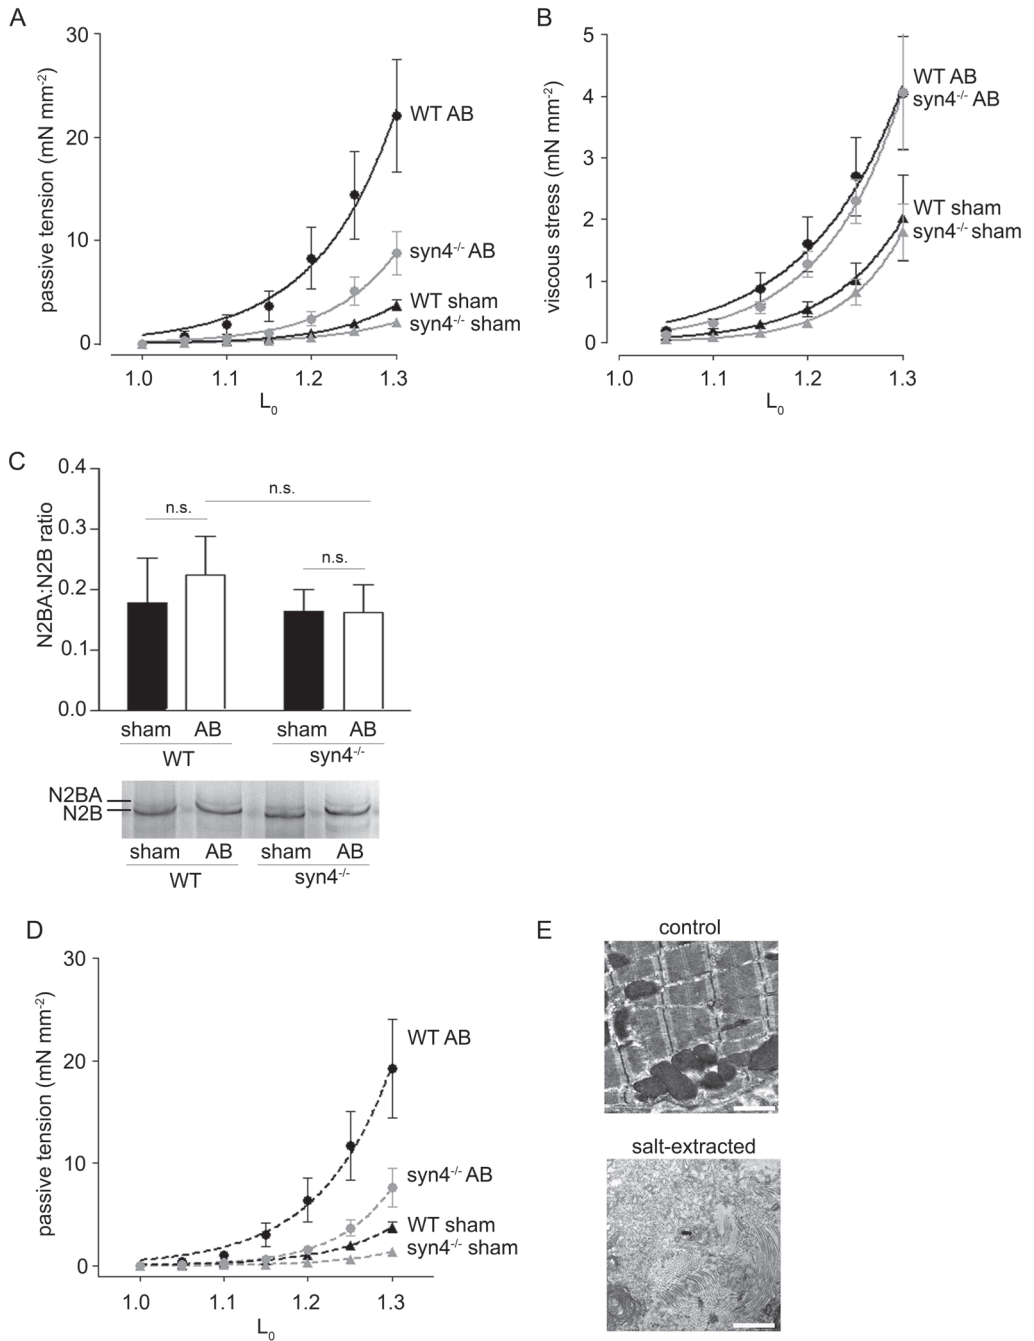 A
passive tension (mN mm-2)
30
20
10
0
1.0 1.1 1.2 1.3
L0
WT AB
syn4-/- AB
WT sham
syn4-/- sham
B
viscous stress (mN mm-2)
5
4
3
2
1
0
1.0 1.1 1.2 1.3
L0
WT AB
syn4-/- AB
WT sham
syn4-/- sham
C
N2BA:N2B ratio
0.4
0.3
0.2
0.1
0.0
n.s.
n.s.
n.s.
sham AB sham AB
WT syn4-/-
N2BA
N2B
sham AB sham AB
WT syn4-/-
D
passive tension (mN mm-2)
30
20
10
0
1.0 1.1 1.2 1.3
L0
WT AB
syn4-/- AB
WT sham
syn4-/- sham
E
control
salt-extracted